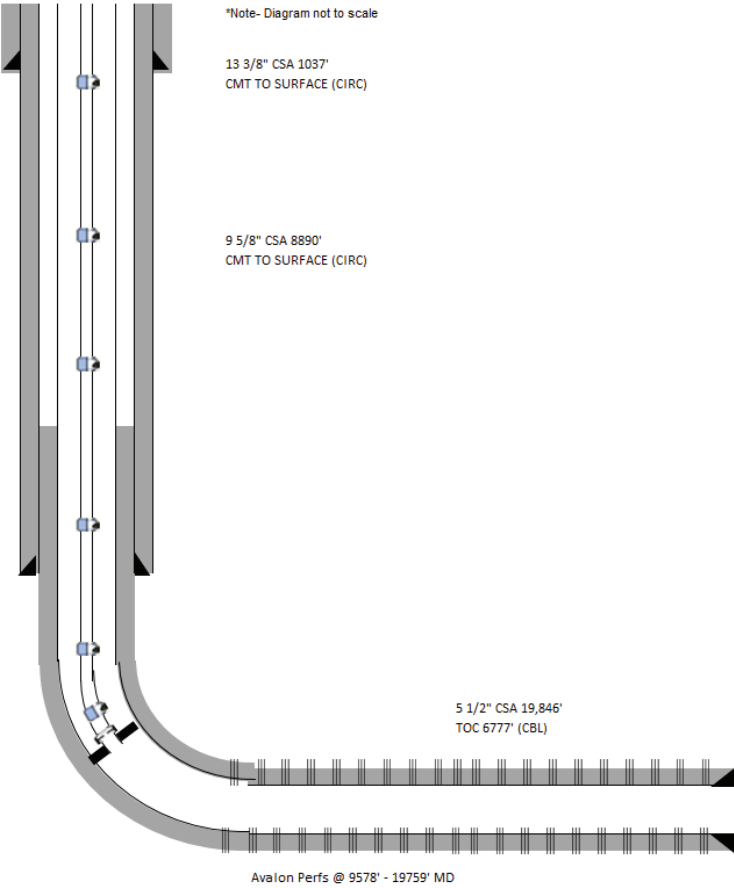 *Note- Diagram not to scale
13 3/8" CSA 1037'
CMT TO SURFACE (CIRC)
9 5/8" CSA 8890'
CMT TO SURFACE (CIRC)
5 1/2" CSA 19,846'
TOC 6777' (CBL)
Avalon Perfs @ 9578' - 19759' MD